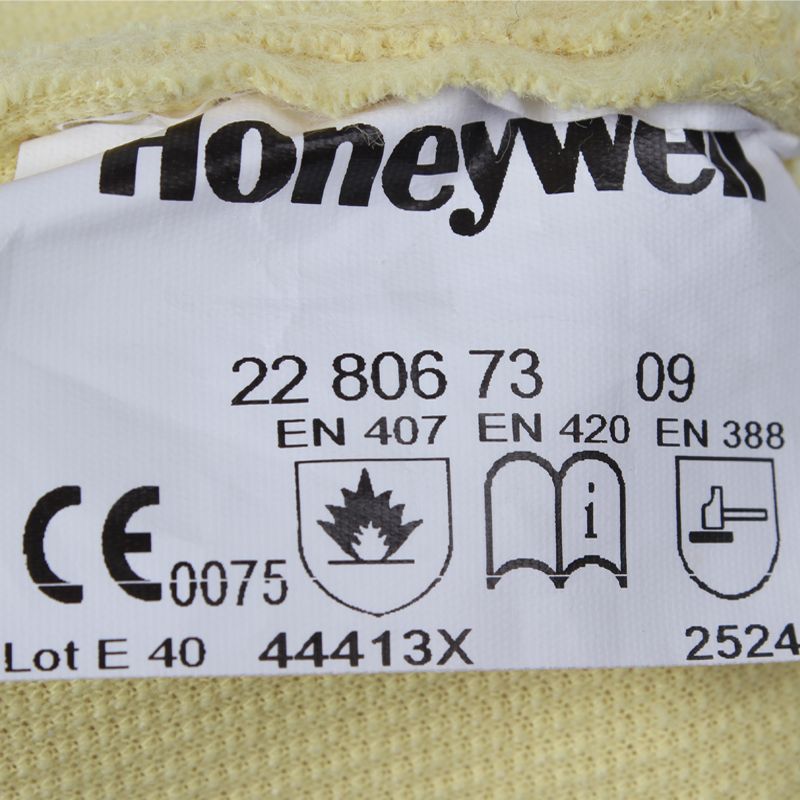 Honeywell
22 806 73 09
EN 407 EN 420 EN 388
i
CE 0075
Lot E 40 44413X 2524